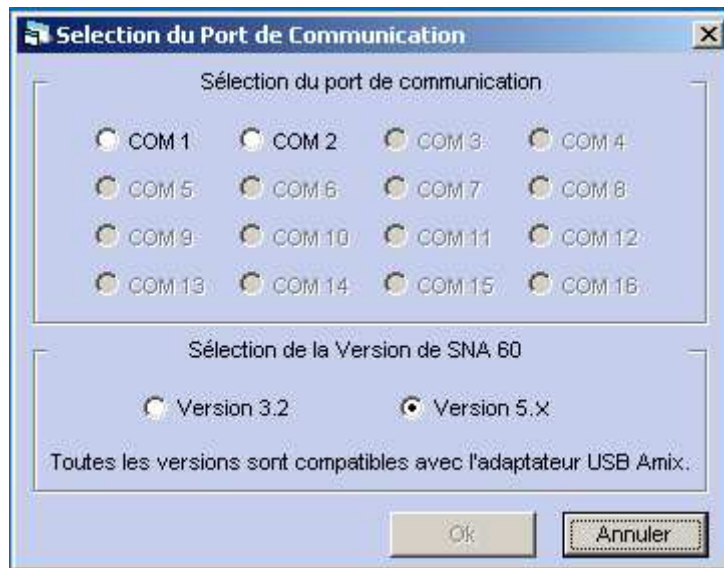 Selection du Port de Communication
Sélection du port de communication
COM 1 COM 2 COM 3 COM 4
COM 5 COM 6 COM 7 COM 8
COM 9 COM 10 COM 11 COM 12
COM 13 COM 14 COM 15 COM 16
Sélection de la Version de SNA 60
Version 3.2 Version 5.X
Toutes les versions sont compatibles avec l'adaptateur USB Amix.
Ok Annuler